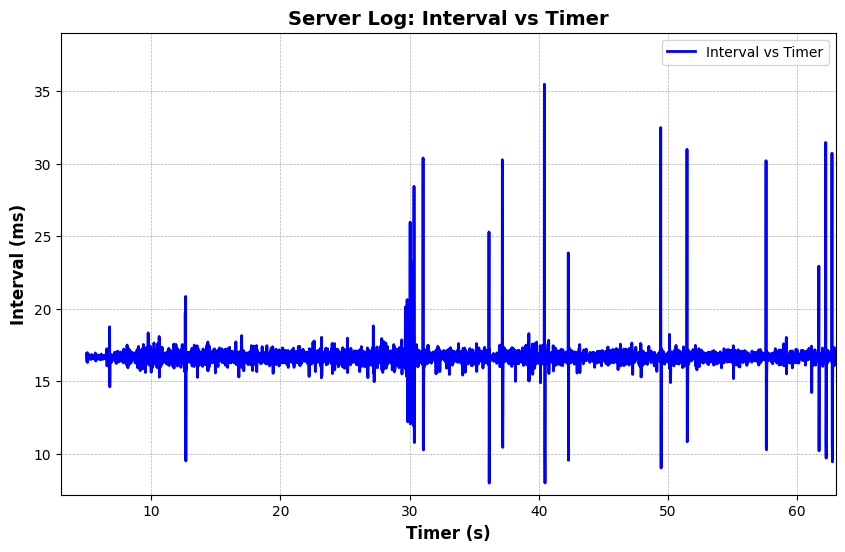 Server Log: Interval vs Timer
Interval vs Timer
35
30
25
20
15
10
Interval (ms)
10 20 30 40 50 60
Timer (s)